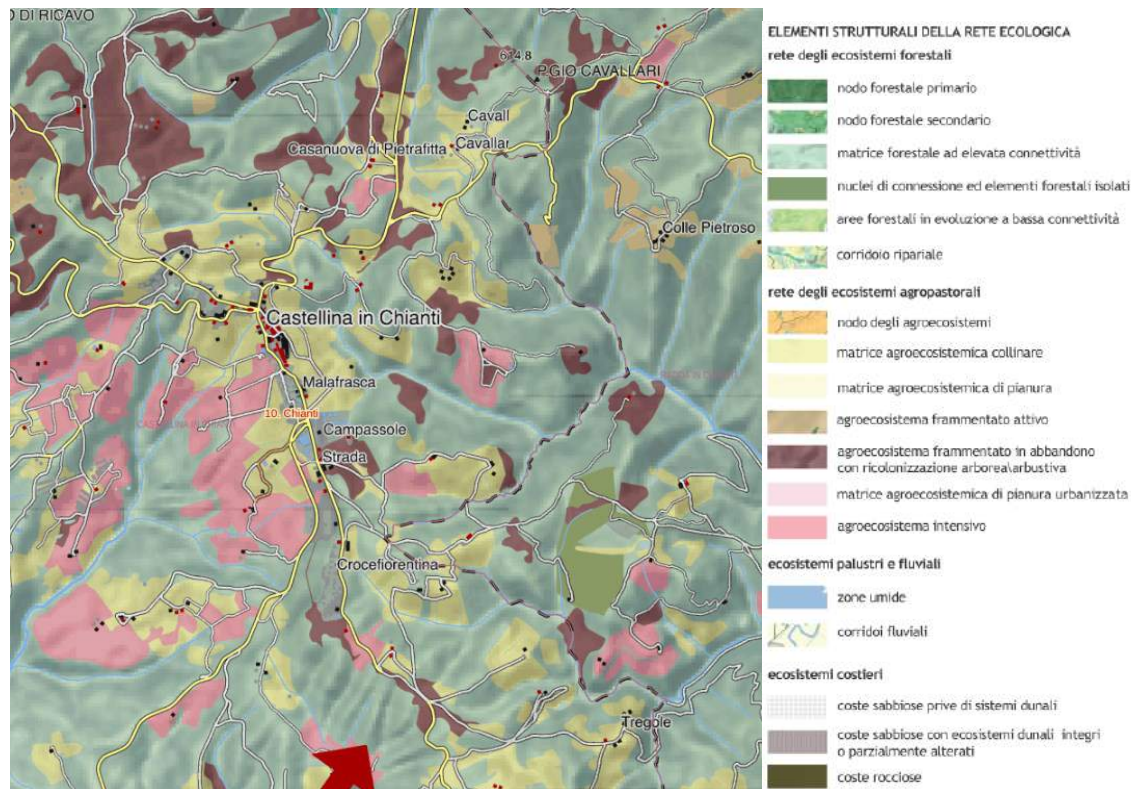 O DI RICAVO
614.8
P.GIO CAVALLARI
Cavall
Cavallar
Casanuova di Pietrafitta
Colle Pietroso
Castellina in Chianti
Malafrasca
10. Chianti
Campassole
Strada
Crocefiorentina
Tregole
ELEMENTI STRUTTURALI DELLA RETE ECOLOGICA
rete degli ecosistemi forestali
nodo forestale primario
nodo forestale secondario
matrice forestale ad elevata connettività
nuclei di connessione ed elementi forestali isolati
aree forestali in evoluzione a bassa connettività
corridoio ripariale
rete degli ecosistemi agropastorali
nodo degli agroecosistemi
matrice agroecosistemica collinare
matrice agroecosistemica di pianura
agroecosistema frammentato attivo
agroecosistema frammentato in abbandono
con ricolonizzazione arborea\arbustiva
matrice agroecosistemica di pianura urbanizzata
agroecosistema intensivo
ecosistemi palustri e fluviali
zone umide
corridoi fluviali
ecosistemi costieri
coste sabbiose prive di sistemi dunali
coste sabbiose con ecosistemi dunali integri
o parzialmente alterati
coste rocciose